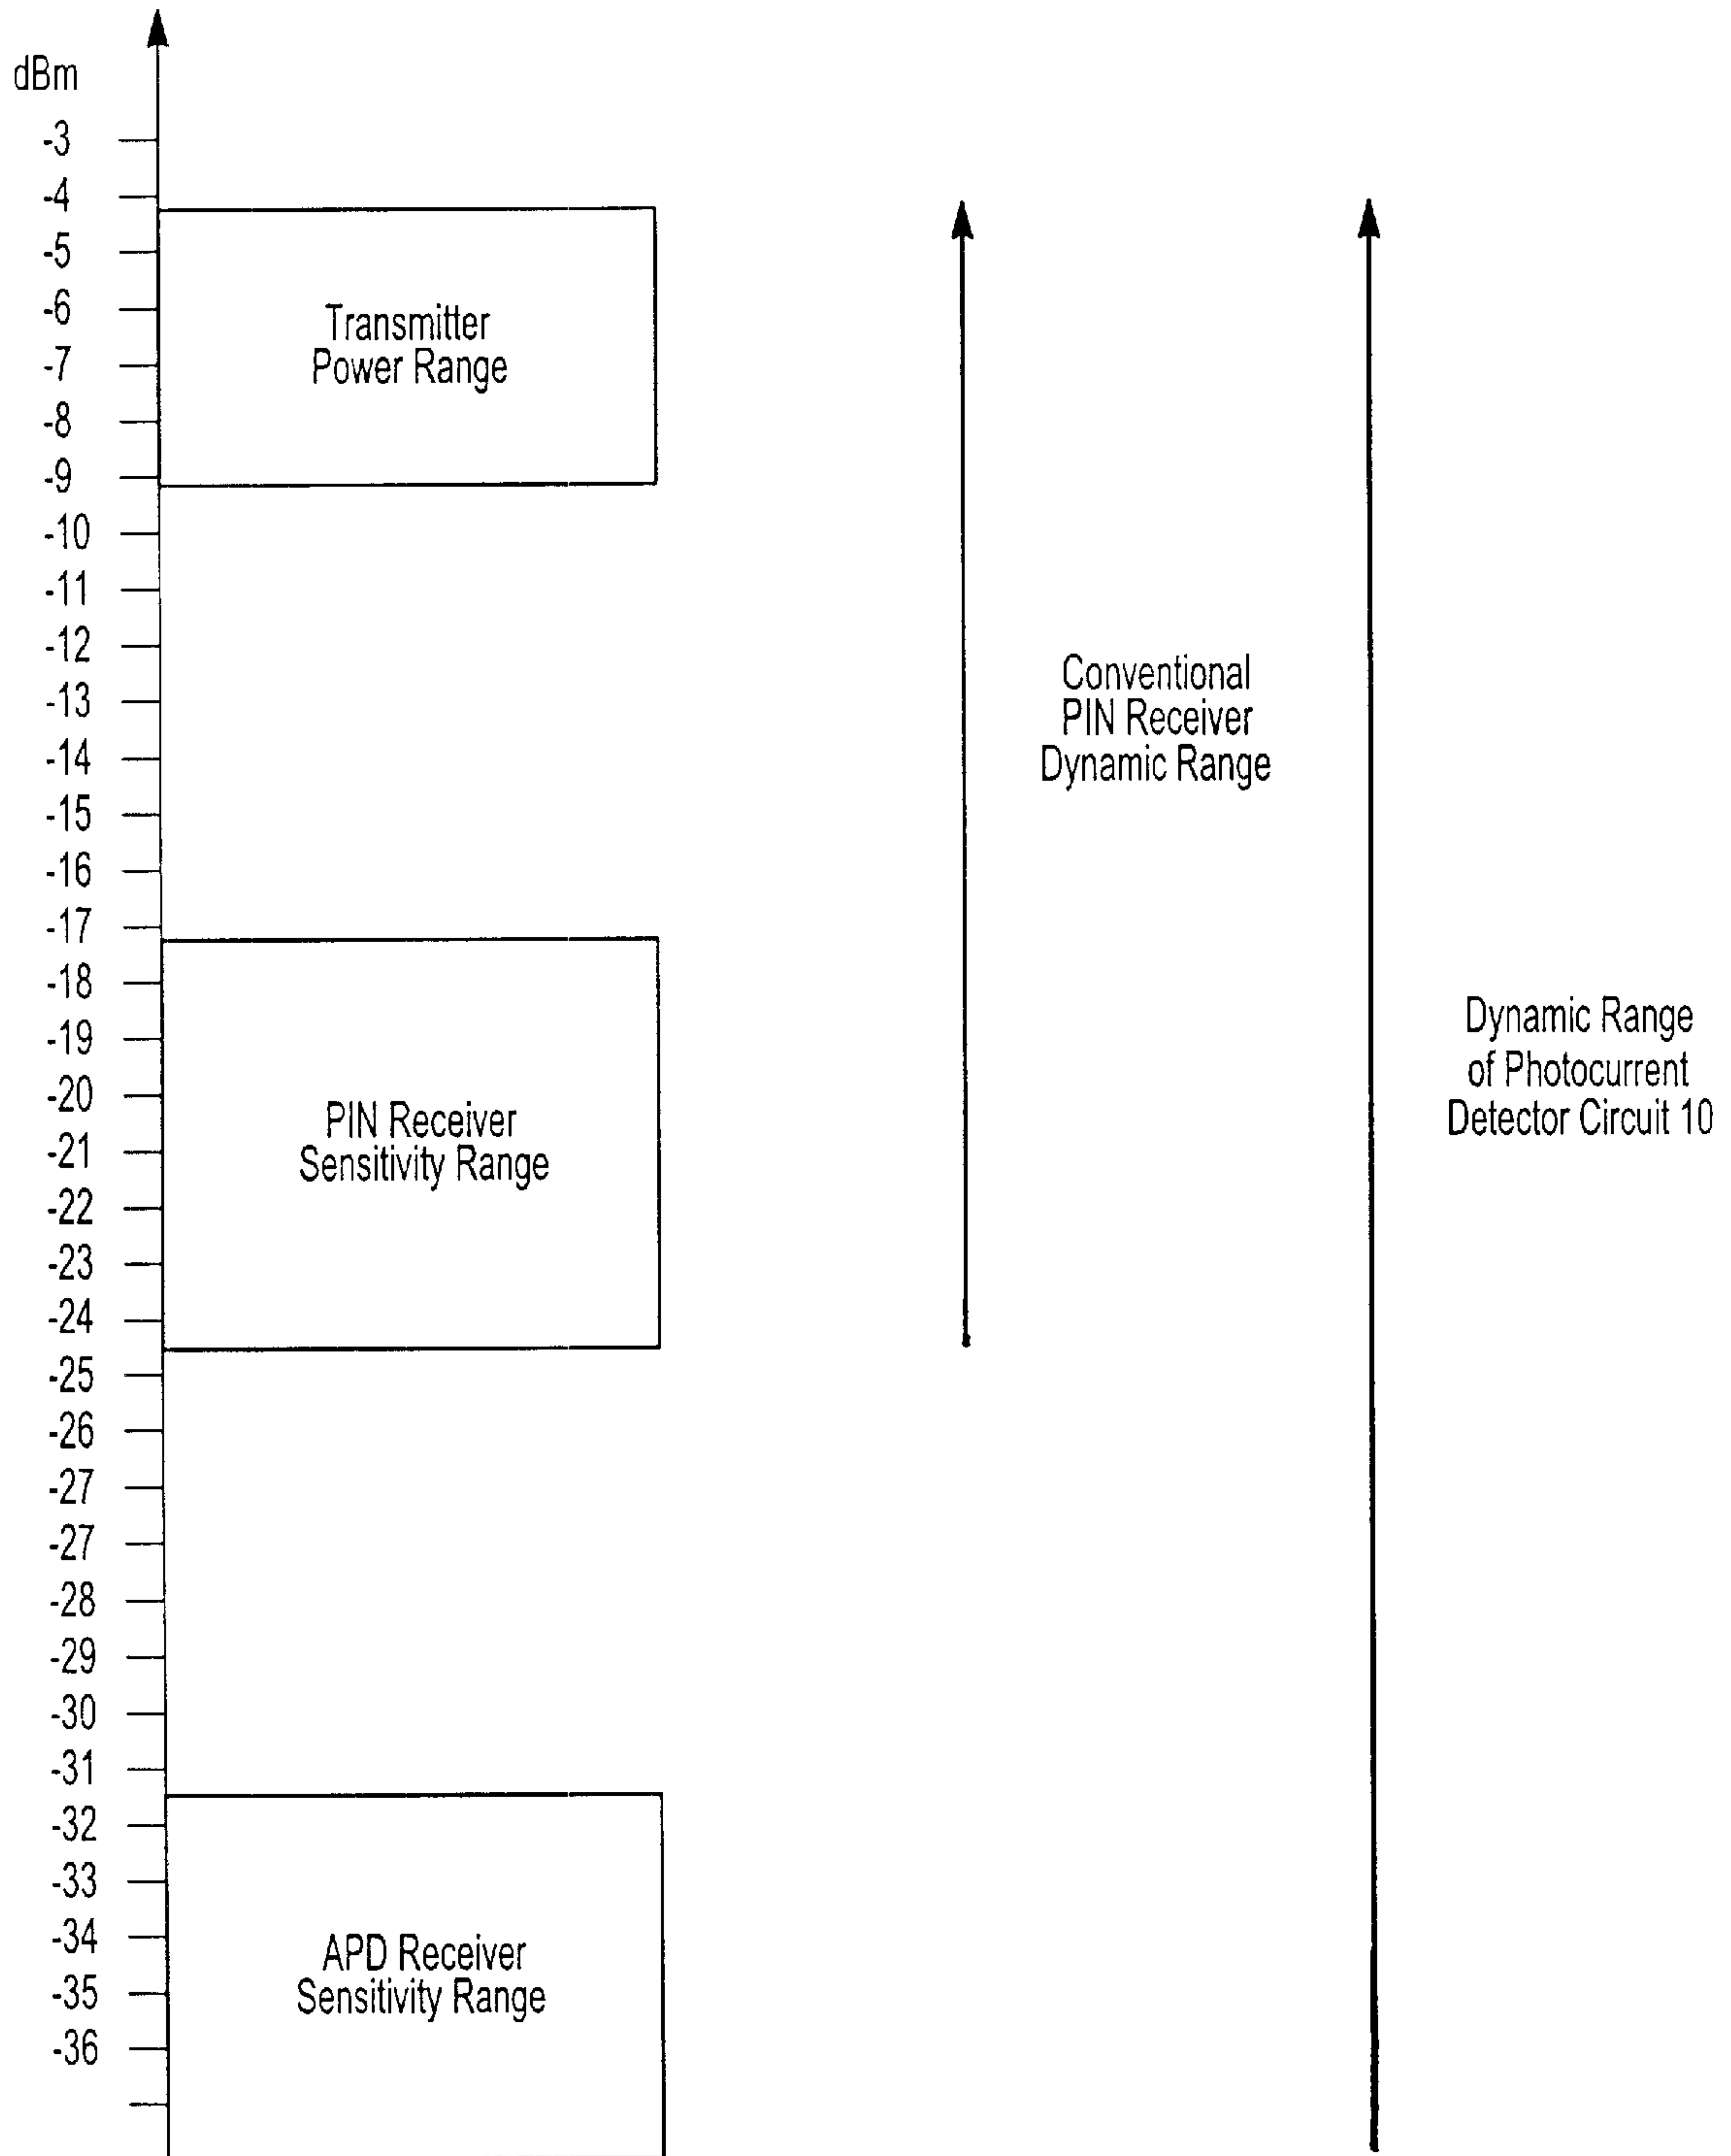 dBm
-3
-4
-5
-6
-7
-8
-9
-10
-11
-12
-13
-14
-15
-16
-17
-18
-19
-20
-21
-22
-23
-24
-25
-26
-27
-27
-28
-29
-30
-31
-32
-33
-34
-35
-36
Transmitter
Power Range
PIN Receiver
Sensitivity Range
APD Receiver
Sensitivity Range
Conventional
PIN Receiver
Dynamic Range
Dynamic Range
of Photocurrent
Detector Circuit 10